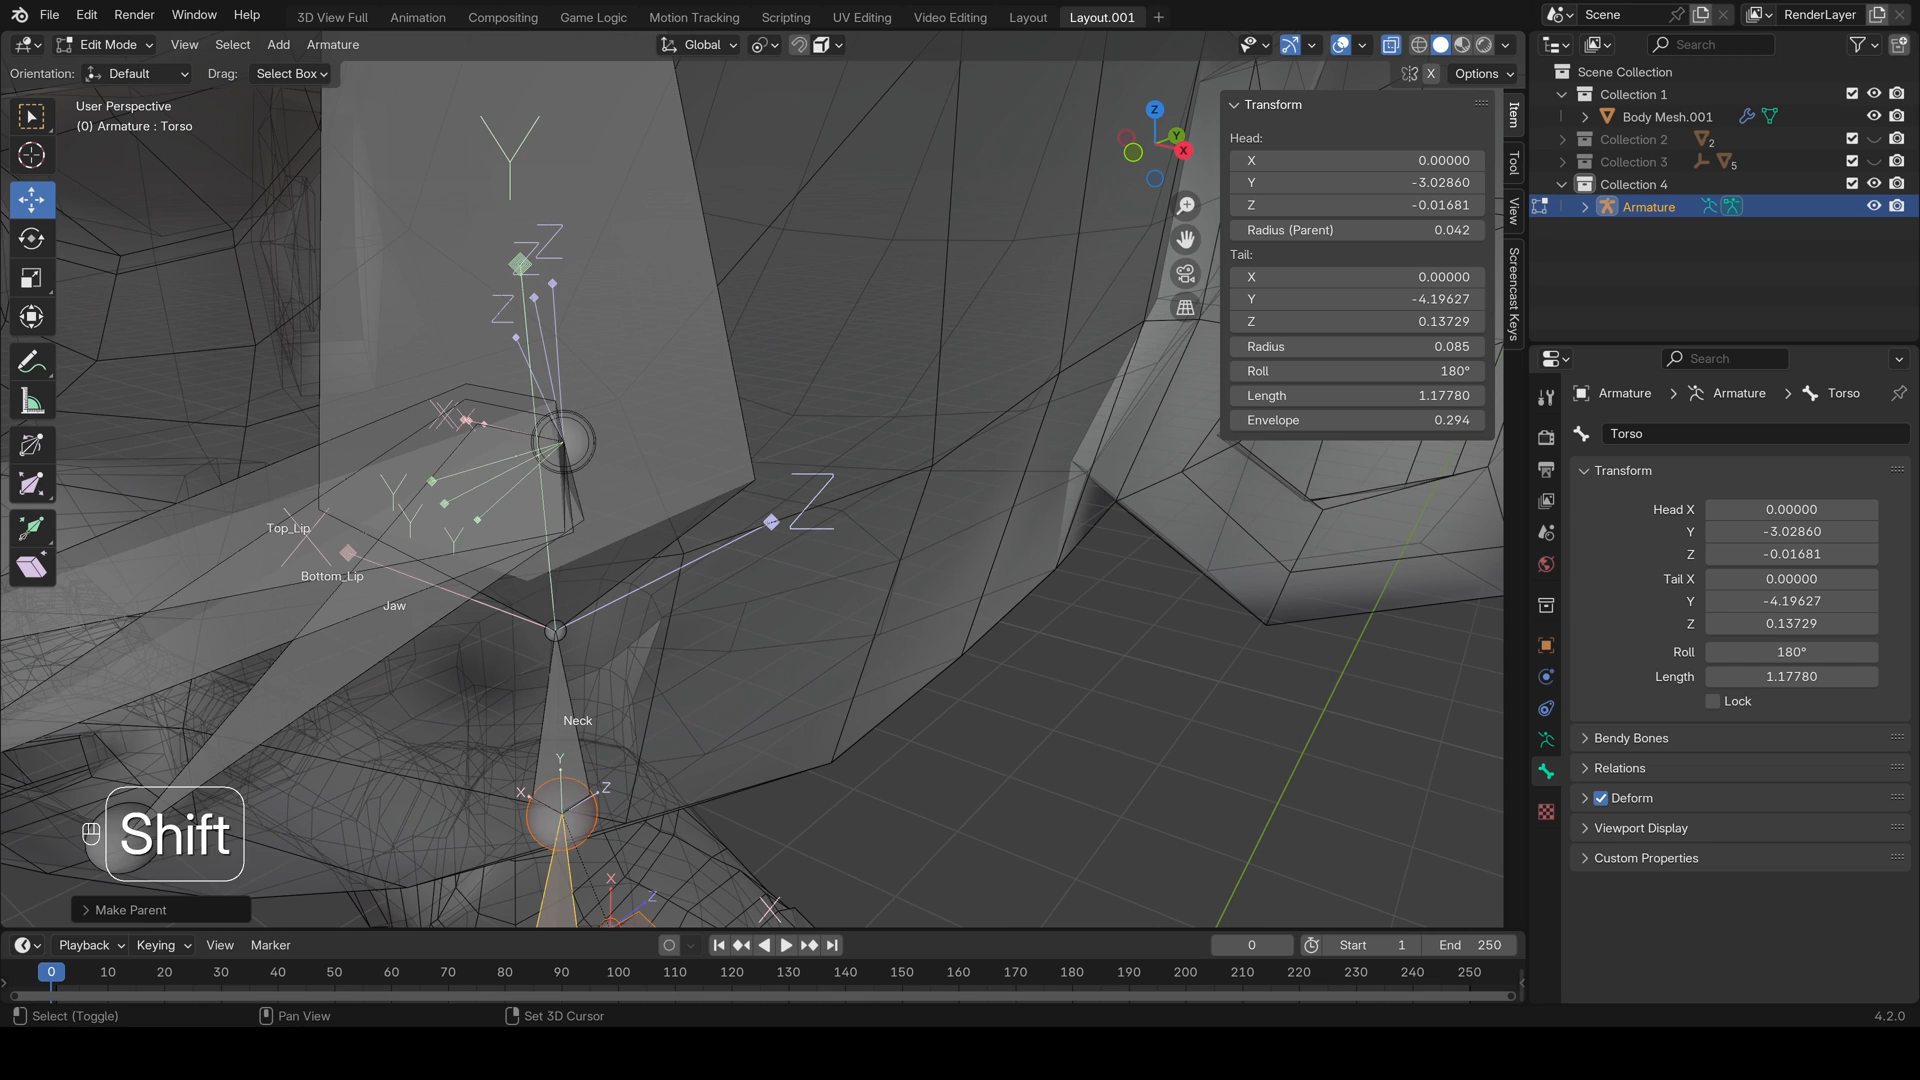 File Edit Render Window Help 3D View Full Animation Compositing Game Logic Motion Tracking Scripting UV Editing Video Editing Layout Layout.001 + Scene RenderLayer
Edit Mode View Select Add Armature Global Search
Orientation: Default Drag: Select Box X Options
User Perspective
(0) Armature : Torso
Z
Y
X
Transform
Head:
X 0.00000
Y -3.02860
Z -0.01681
Radius (Parent) 0.042
Tail:
X 0.00000
Y -4.19627
Z 0.13729
Radius 0.085
Roll 180°
Length 1.17780
Envelope 0.294
Item
Tool
View
Screencast Keys
Scene Collection
Collection 1
Body Mesh.001
Collection 2 2
Collection 3 5
Collection 4
Armature
Search
Armature Armature Torso
Torso
Transform
Head X 0.00000
Y -3.02860
Z -0.01681
Tail X 0.00000
Y -4.19627
Z 0.13729
Roll 180°
Length 1.17780
Lock
Bendy Bones
Relations
Deform
Viewport Display
Custom Properties
Y
Z
Z
Z
X X
Y
Y
Y
Z
Top_Lip
X
Bottom_Lip
Jaw
Neck
Y
X Z
X Z
X
Shift
Make Parent
Playback Keying View Marker 0 Start 1 End 250
0 10 20 30 40 50 60 70 80 90 100 110 120 130 140 150 160 170 180 190 200 210 220 230 240 250
Select (Toggle) Pan View Set 3D Cursor 4.2.0